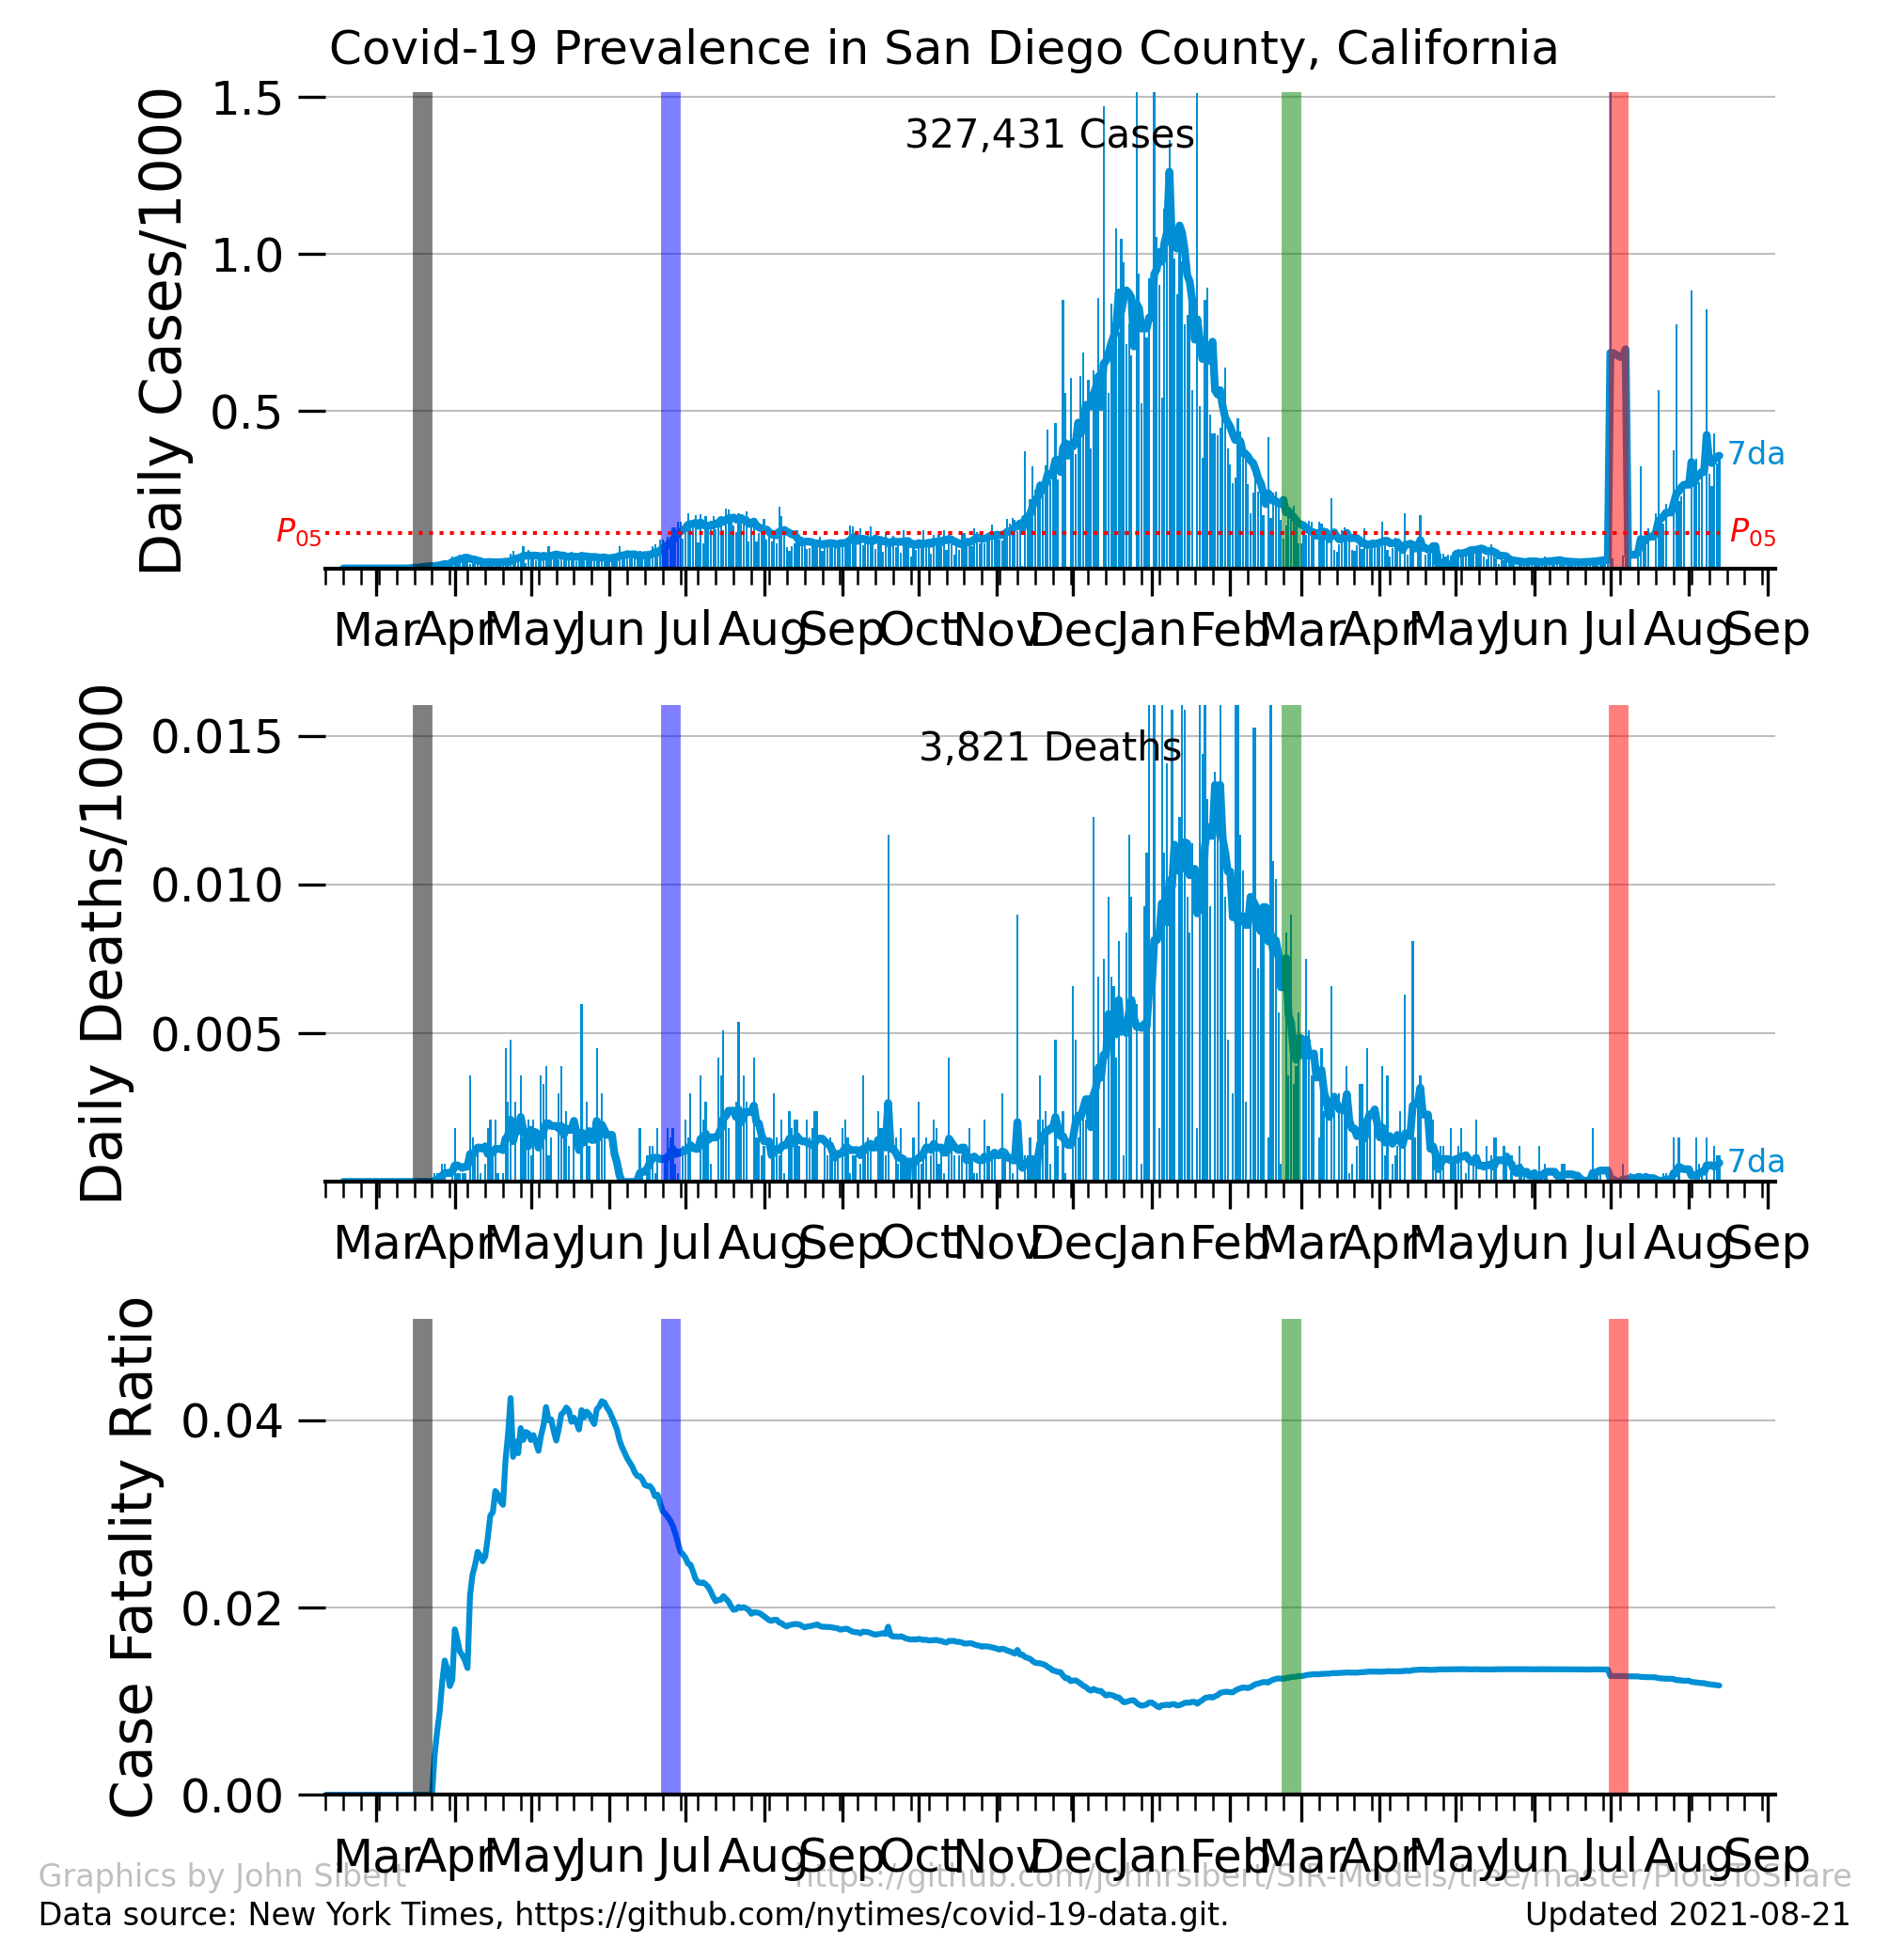 Covid-19 Prevalence in San Diego County, California
Daily Cases/1000
1.5
1.0
0.5
327,431 Cases
7da
P05
P05
Mar Apr May Jun Jul Aug Sep Oct Nov Dec Jan Feb Mar Apr May Jun Jul Aug Sep
Daily Deaths/1000
0.015
0.010
0.005
3,821 Deaths
7da
Mar Apr May Jun Jul Aug Sep Oct Nov Dec Jan Feb Mar Apr May Jun Jul Aug Sep
Case Fatality Ratio
0.04
0.02
0.00
Mar Apr May Jun Jul Aug Sep Oct Nov Dec Jan Feb Mar Apr May Jun Jul Aug Sep
Graphics by John Sibert https://github.com/johnrsibert/SIR-Models/tree/master/PlotsToShare
Data source: New York Times, https://github.com/nytimes/covid-19-data.git. Updated 2021-08-21